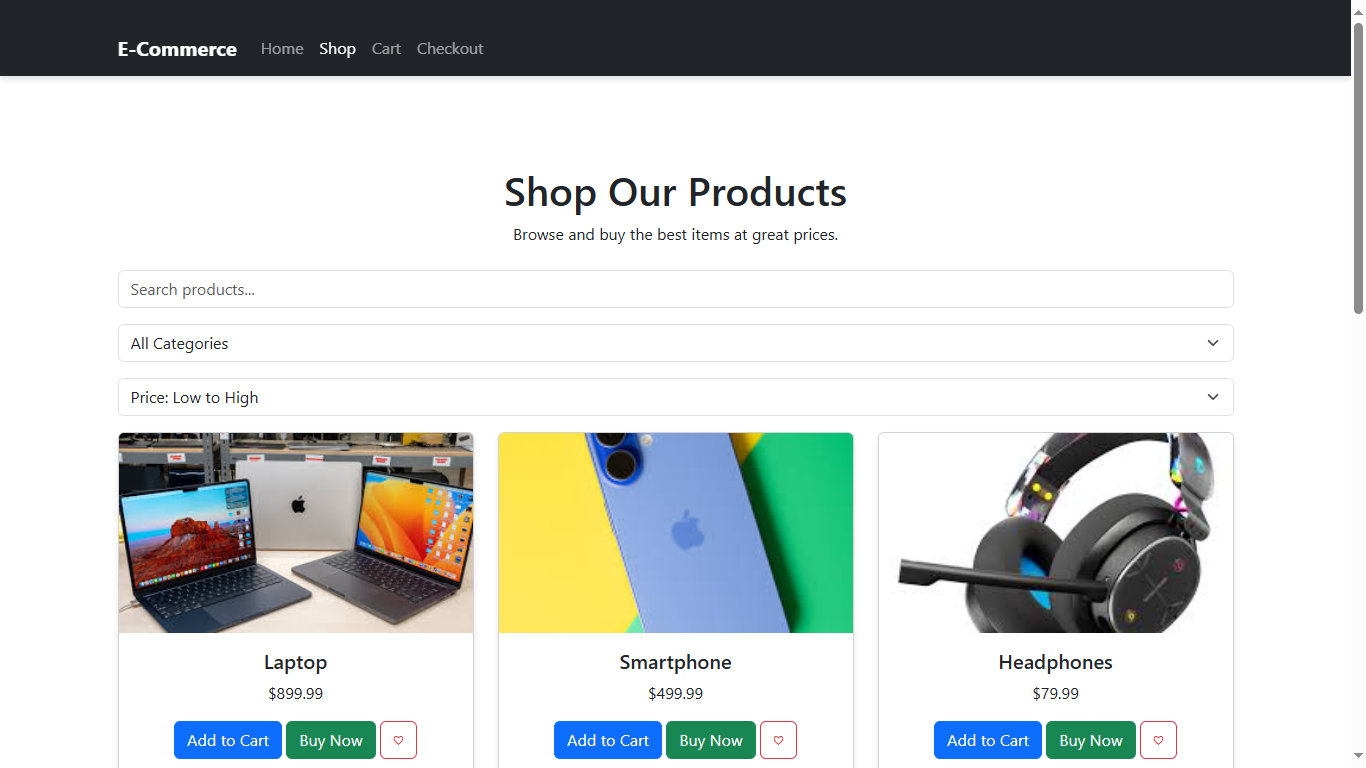 E-Commerce Home Shop Cart Checkout
Shop Our Products
Browse and buy the best items at great prices.
Search products...
All Categories
Price: Low to High
Laptop
$899.99
Add to Cart Buy Now
Smartphone
$499.99
Add to Cart Buy Now
Headphones
$79.99
Add to Cart Buy Now